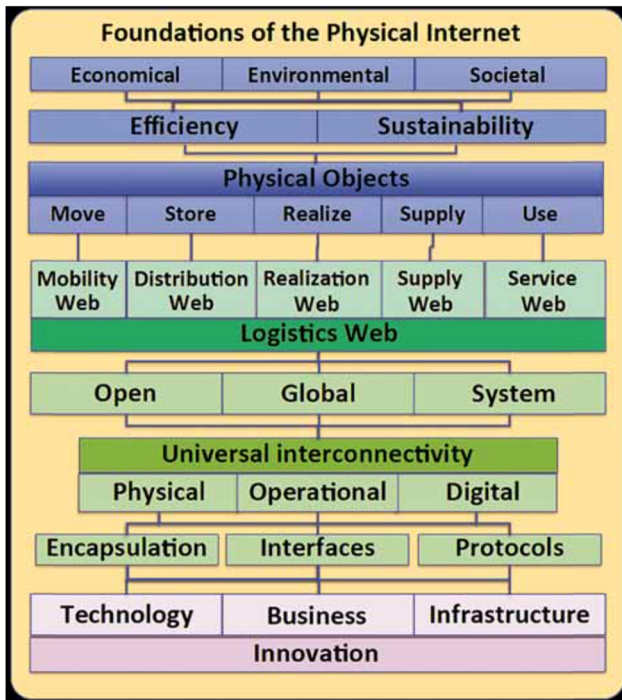 Foundations of the Physical Internet
Economical Environmental Societal
Efficiency Sustainability
Physical Objects
Move Store Realize Supply Use
Mobility Distribution Realization Supply Service
Web Web Web Web Web
Logistics Web
Open Global System
Universal interconnectivity
Physical Operational Digital
Encapsulation Interfaces Protocols
Technology Business Infrastructure
Innovation